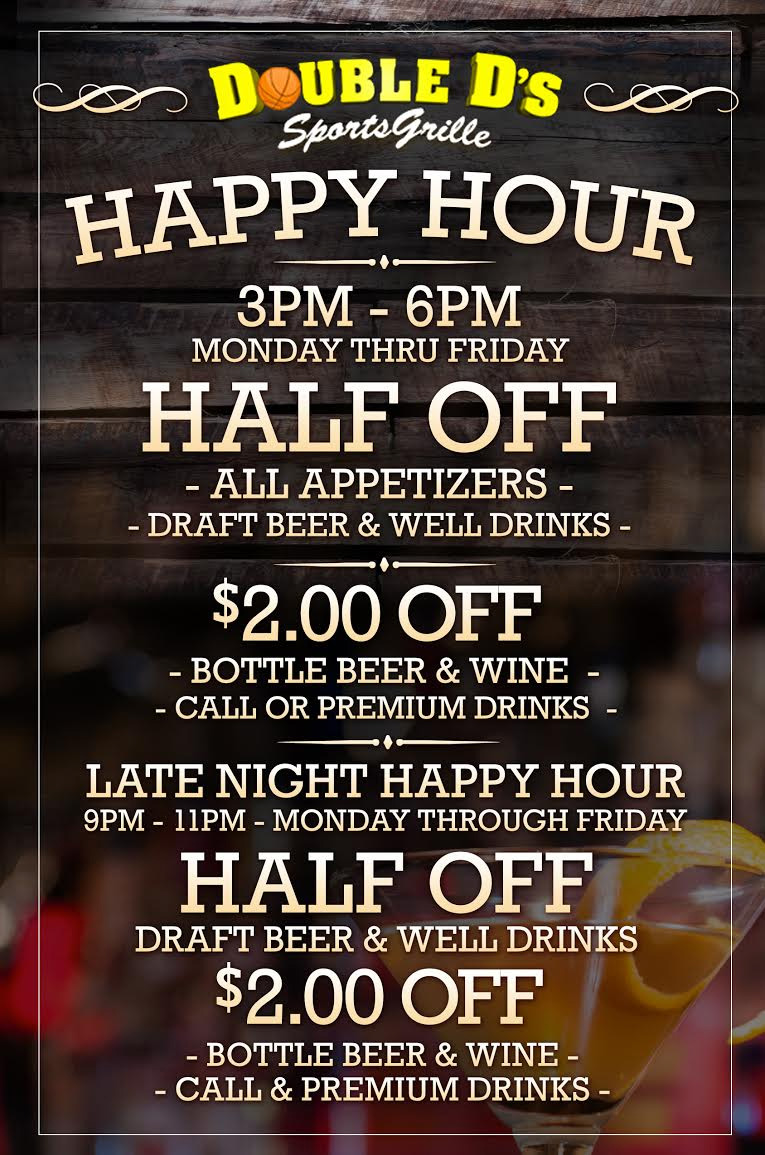 DOUBLE D'S
SportsGrille
HAPPY HOUR
3PM - 6PM
MONDAY THRU FRIDAY
HALF OFF
- ALL APPETIZERS -
- DRAFT BEER & WELL DRINKS -
$2.00 OFF
- BOTTLE BEER & WINE -
- CALL OR PREMIUM DRINKS -
LATE NIGHT HAPPY HOUR
9PM - 11PM - MONDAY THROUGH FRIDAY
HALF OFF
DRAFT BEER & WELL DRINKS
$2.00 OFF
- BOTTLE BEER & WINE -
- CALL & PREMIUM DRINKS -